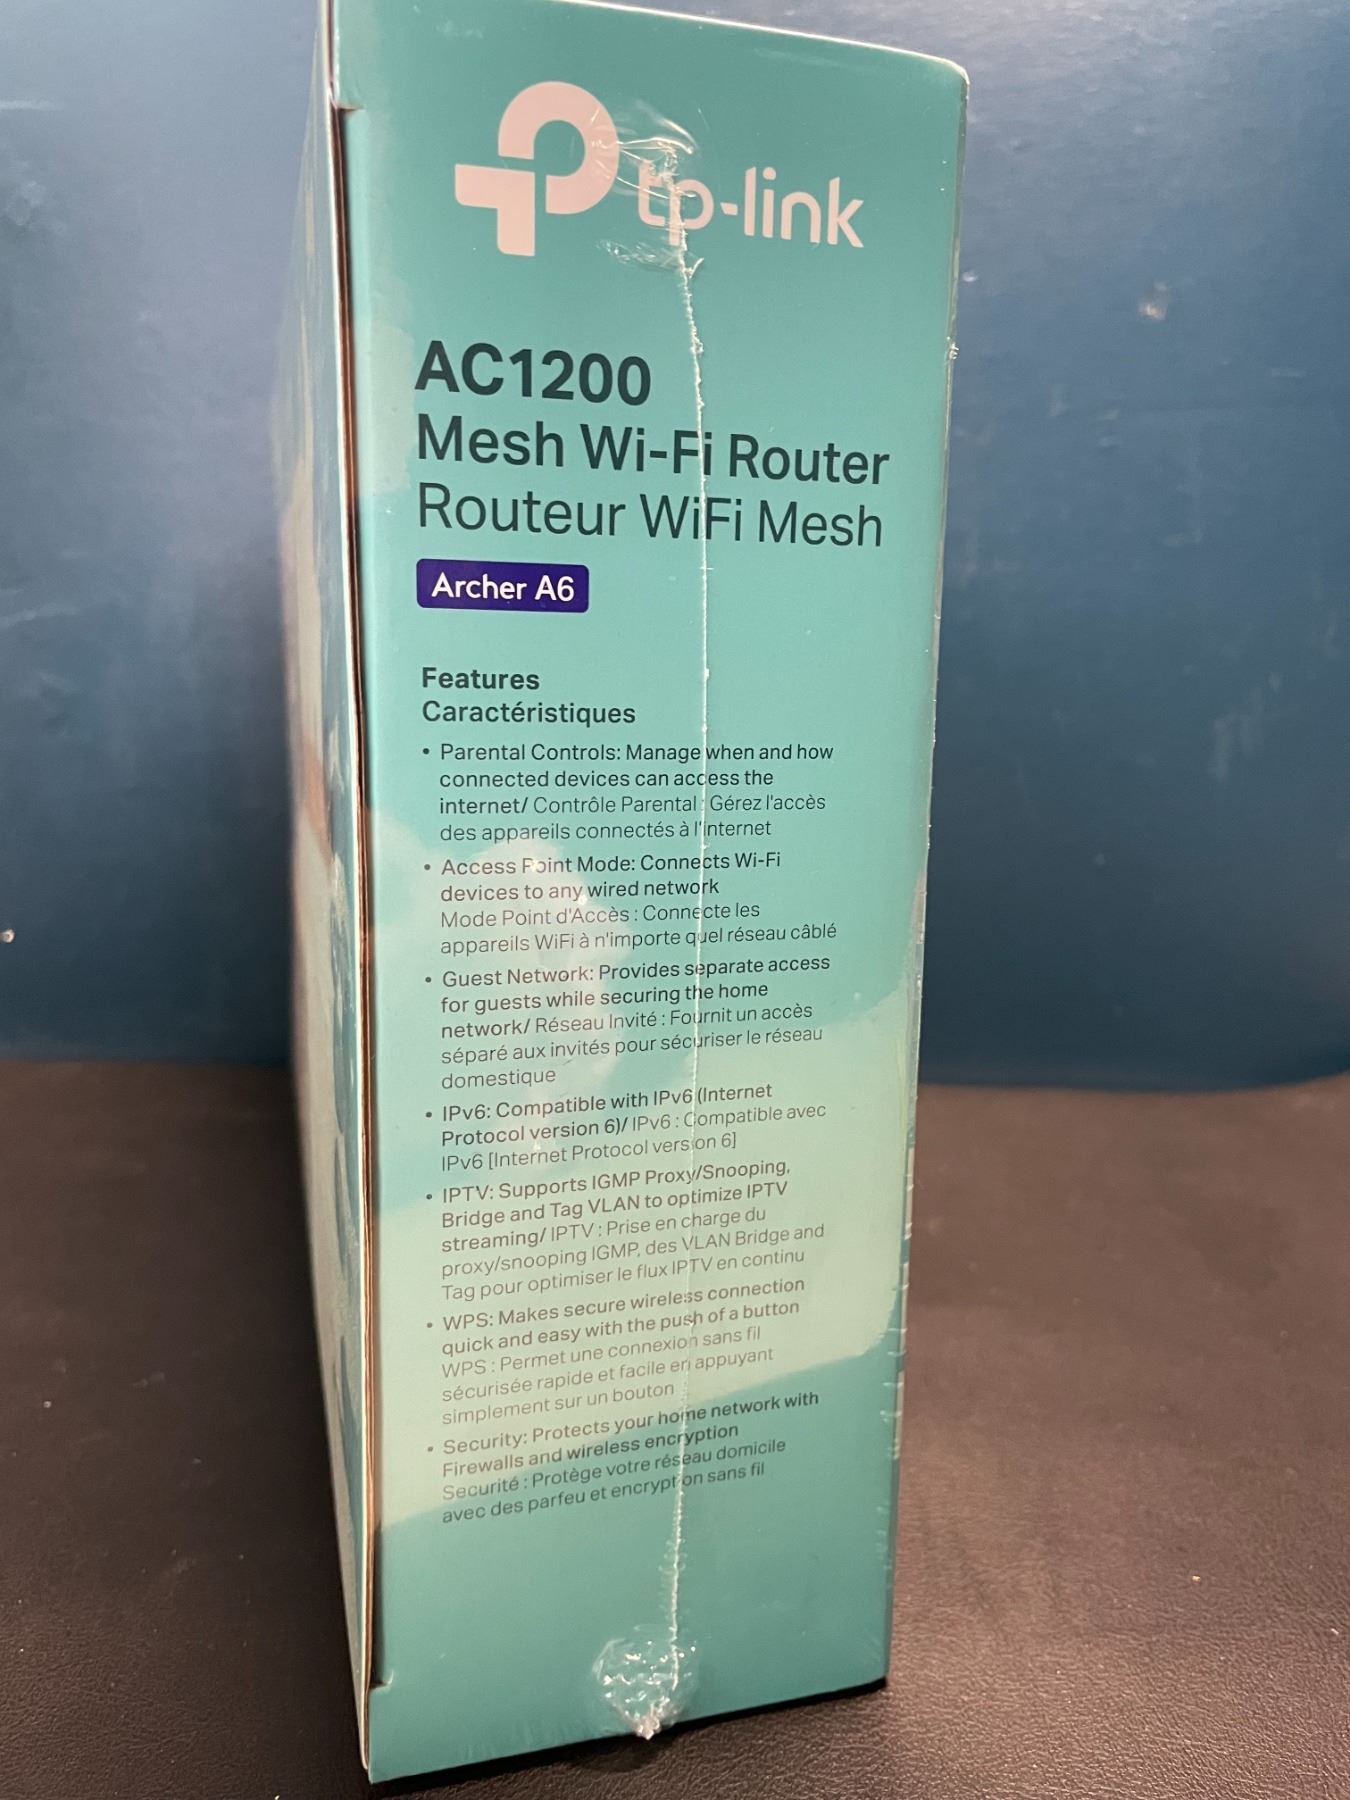 tp-link
AC1200
Mesh Wi-Fi Router
Routeur WiFi Mesh
Archer A6
Features
Caractéristiques
• Parental Controls: Manage when and how
connected devices can access the
internet/ Contrôle Parental : Gérez l'accès
des appareils connectés à l'internet
• Access Point Mode: Connects Wi-Fi
devices to any wired network
Mode Point d'Accès : Connecte les
appareils WiFi à n'importe quel réseau câblé
• Guest Network: Provides separate access
for guests while securing the home
network/ Réseau Invité : Fournit un accès
séparé aux invités pour sécuriser le réseau
domestique
• IPv6: Compatible with IPv6 (Internet
Protocol version 6)/ IPv6 : Compatible avec
IPv6 [Internet Protocol version 6]
• IPTV: Supports IGMP Proxy/Snooping,
Bridge and Tag VLAN to optimize IPTV
streaming/ IPTV : Prise en charge du
proxy/snooping IGMP, des VLAN Bridge and
Tag pour optimiser le flux IPTV en continu
• WPS: Makes secure wireless connection
quick and easy with the push of a button
WPS : Permet une connexion sans fil
sécurisée rapide et facile en appuyant
simplement sur un bouton
• Security: Protects your home network with
Firewalls and wireless encryption
Securité : Protège votre réseau domicile
avec des parfeu et encryption sans fil